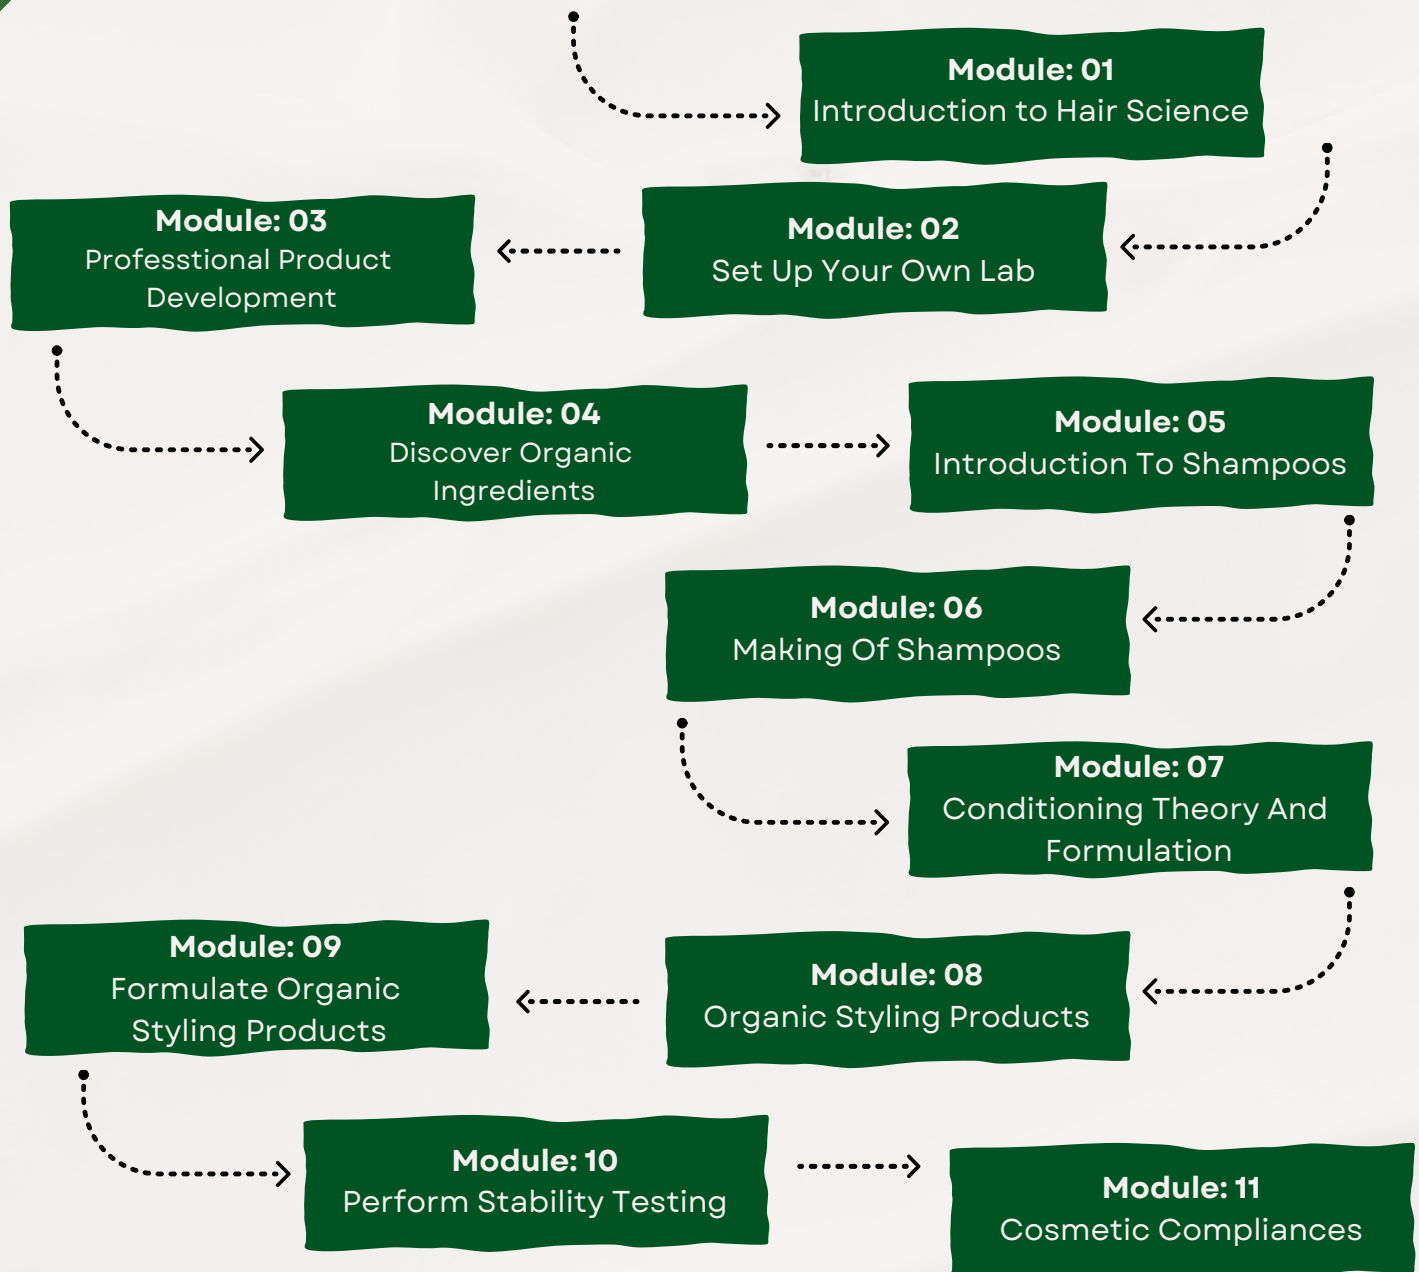 Module: 01
Introduction to Hair Science
Module: 02
Set Up Your Own Lab
Module: 03
Professtional Product
Development
Module: 04
Discover Organic
Ingredients
Module: 05
Introduction To Shampoos
Module: 06
Making Of Shampoos
Module: 07
Conditioning Theory And
Formulation
Module: 08
Organic Styling Products
Module: 09
Formulate Organic
Styling Products
Module: 10
Perform Stability Testing
Module: 11
Cosmetic Compliances